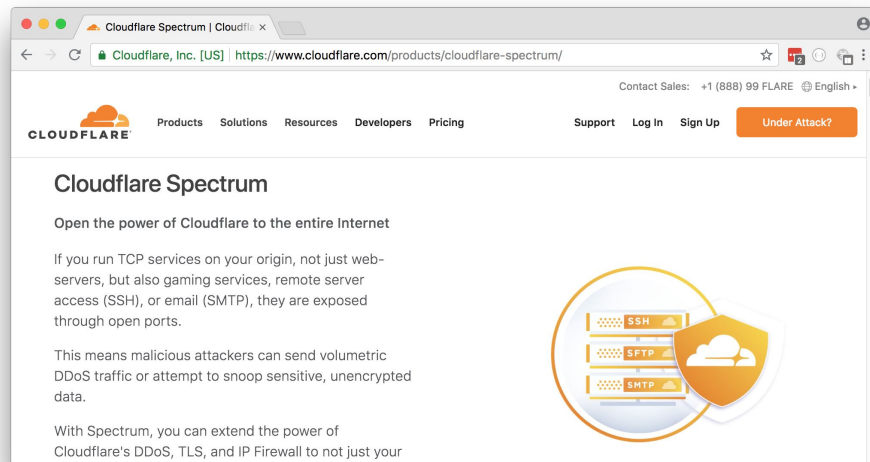 Cloudflare Spectrum | Cloudfla
Cloudflare, Inc. [US] https://www.cloudflare.com/products/cloudflare-spectrum/
2
Contact Sales: +1 (888) 99 FLARE English
CLOUDFLARE Products Solutions Resources Developers Pricing Support Log In Sign Up Under Attack?
Cloudflare Spectrum
Open the power of Cloudflare to the entire Internet
If you run TCP services on your origin, not just web-
servers, but also gaming services, remote server
access (SSH), or email (SMTP), they are exposed
through open ports.
This means malicious attackers can send volumetric
DDoS traffic or attempt to snoop sensitive, unencrypted
data.
With Spectrum, you can extend the power of
Cloudflare's DDoS, TLS, and IP Firewall to not just your
SSH
SFTP
SMTP